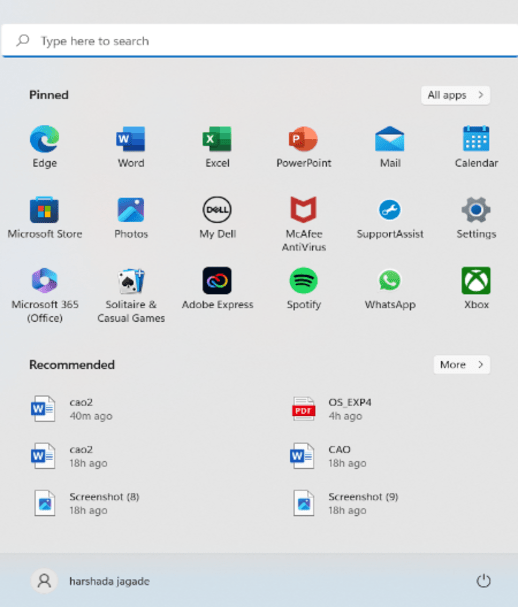 Type here to search
Pinned
All apps >
Edge
Word
Excel
PowerPoint
Mail
Calendar
Microsoft Store
Photos
DELL
My Dell
McAfee
AntiVirus
SupportAssist
Settings
Microsoft 365
(Office)
Solitaire &
Casual Games
Adobe Express
Spotify
WhatsApp
Xbox
Recommended
More >
cao2
40m ago
PDF
OS_EXP4
4h ago
cao2
18h ago
CAO
18h ago
Screenshot (8)
18h ago
Screenshot (9)
18h ago
harshada jagade